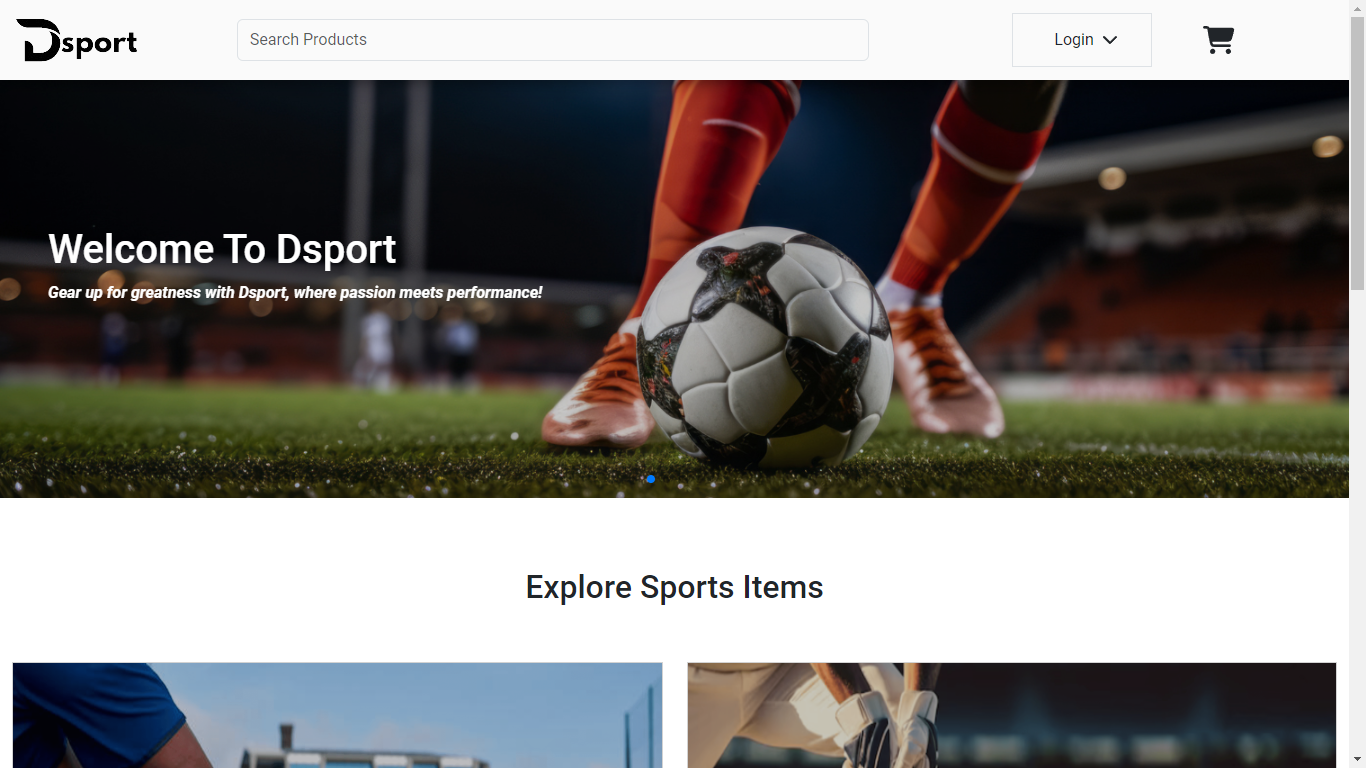 Dsport
Search Products
Login
Welcome To Dsport
Gear up for greatness with Dsport, where passion meets performance!
Explore Sports Items